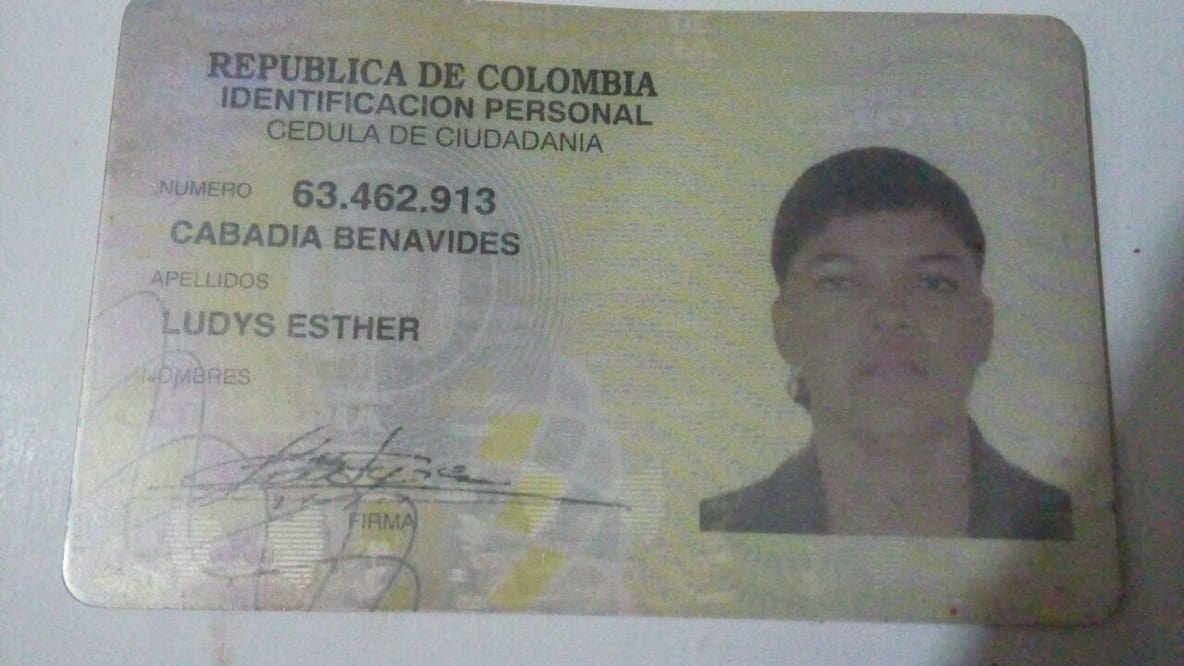 REPUBLICA DE COLOMBIA
IDENTIFICACION PERSONAL
CEDULA DE CIUDADANIA
NUMERO 63.462.913
CABADIA BENAVIDES
APELLIDOS
LUDYS ESTHER
NOMBRES
FIRMA